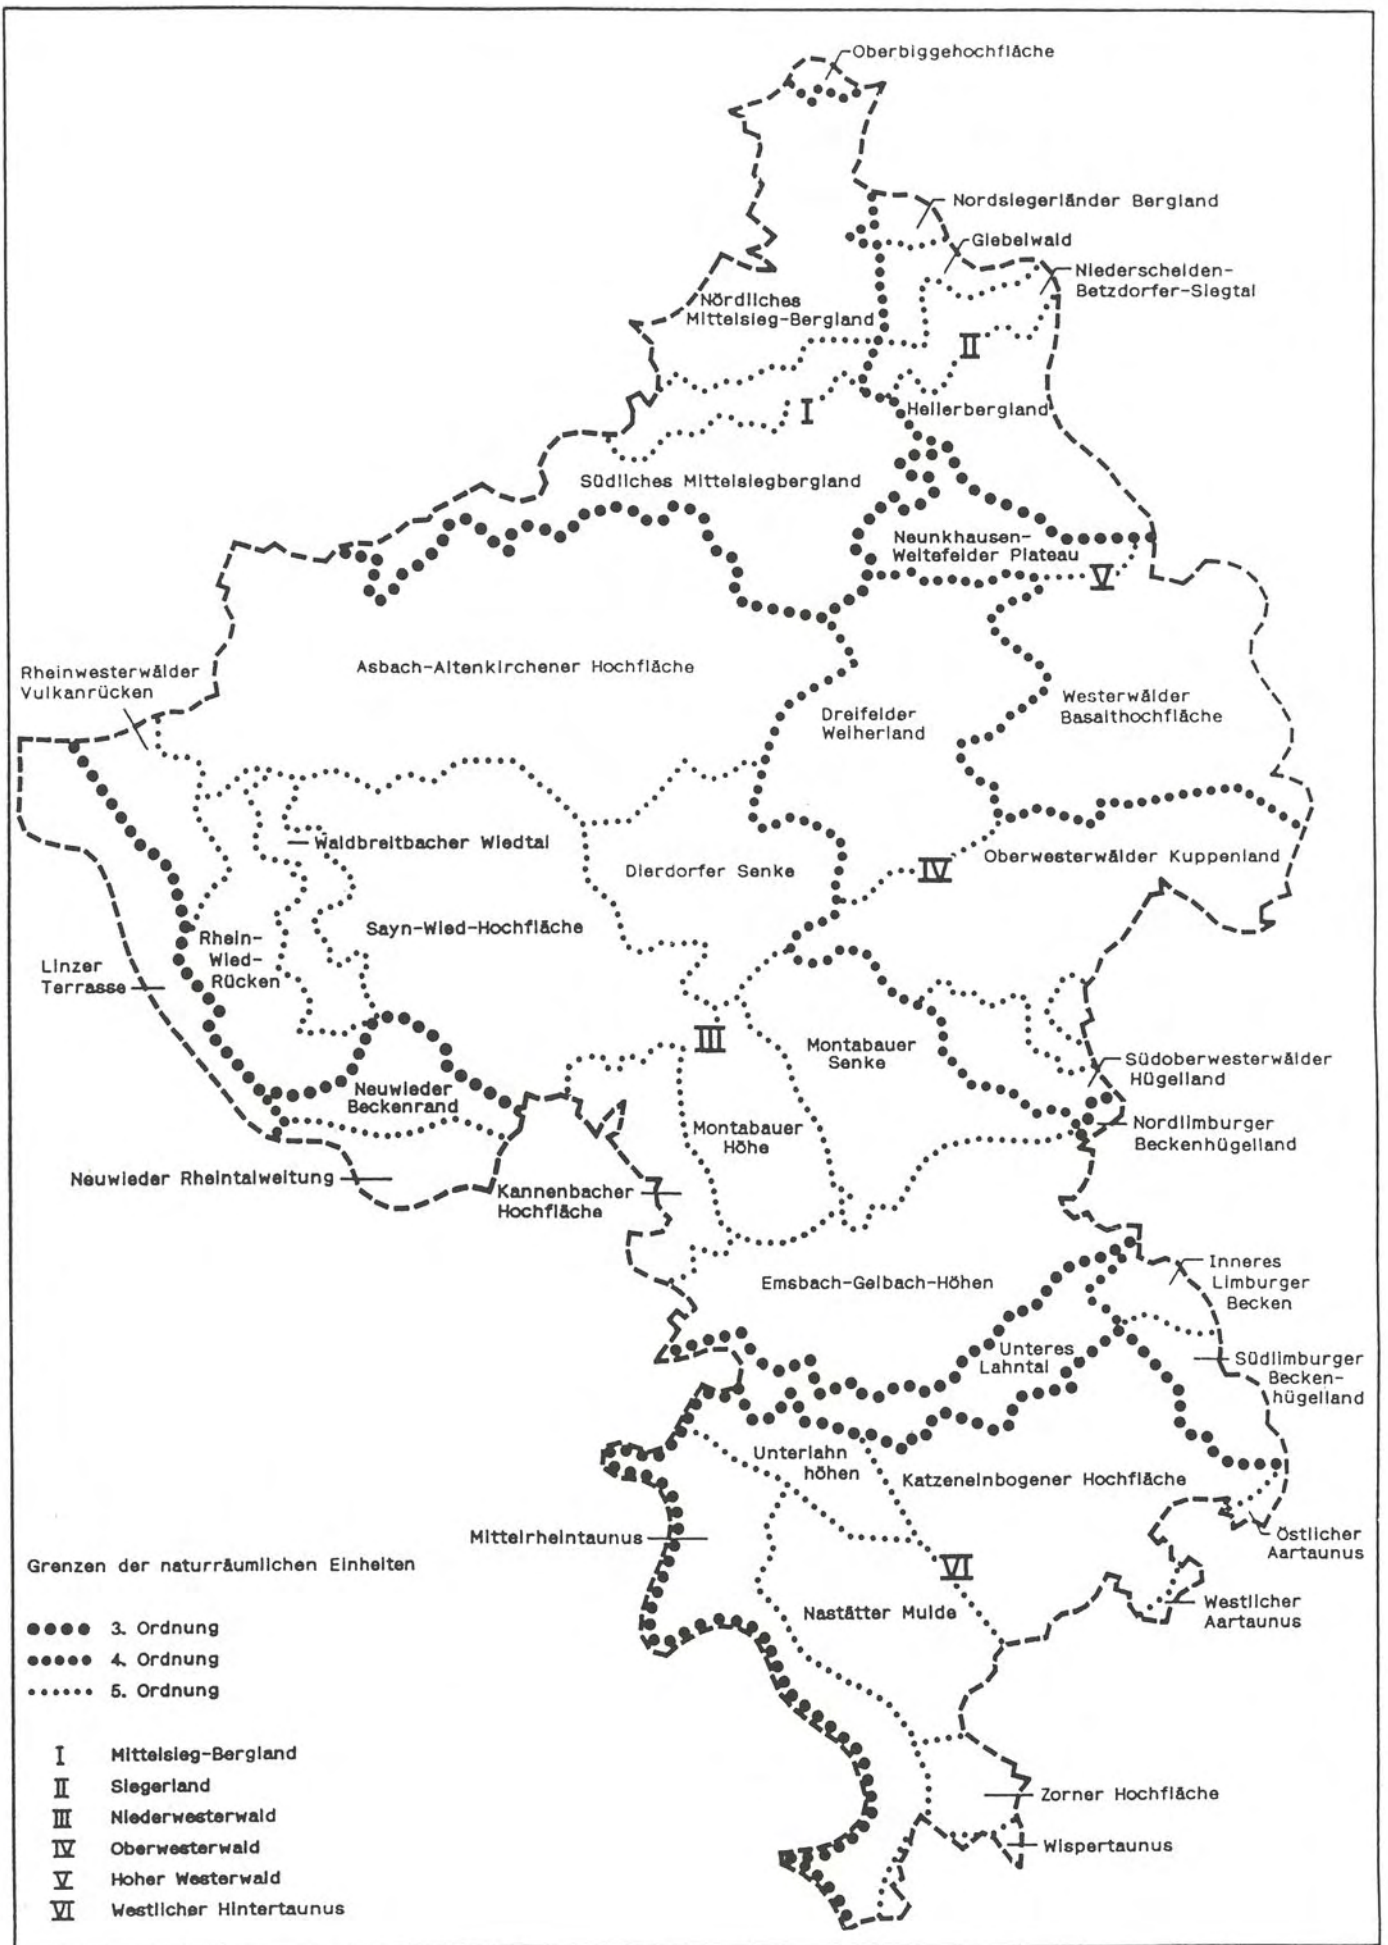 Oberbiggehochfläche
Nordsiegerländer Bergland
Giebelwald
Niederschelden-
Betzdorfer-Siegtal
Nördliches
Mittelsieg-Bergland
II
I
Hellerbergland
Südliches Mittelsiegbergland
Neunkhausen-
Weitefelder Plateau
V
Rheinwesterwälder
Vulkanrücken
Asbach-Altenkirchener Hochfläche
Westerwälder
Basalthochfläche
Dreifelder
Weiherland
Waldbreitbacher Wiedtal
Dierdorfer Senke
IV
Oberwesterwälder Kuppenland
Sayn-Wied-Hochfläche
Rhein-
Wied-
Rücken
Linzer
Terrasse
III
Montabauer
Senke
Südoberwesterwälder
Hügelland
Neuwieder
Beckenrand
Montabauer
Höhe
Nordlimburger
Beckenhügelland
Neuwieder Rheintalweitung
Kannenbacher
Hochfläche
Emsbach-Gelbach-Höhen
Inneres
Limburger
Becken
Unteres
Lahntal
Südlimburger
Becken-
hügelland
Unterlahn
höhen
Katzenelnbogener Hochfläche
Mittelrheintaunus
Östlicher
Aartaunus
VI
Westlicher
Aartaunus
Nastätter Mulde
Zorner Hochfläche
Wispertaunus
Grenzen der naturräumlichen Einheiten
3. Ordnung
4. Ordnung
5. Ordnung
I Mittelsieg-Bergland
II Siegerland
III Niederwesterwald
IV Oberwesterwald
V Hoher Westerwald
VI Westlicher Hintertaunus